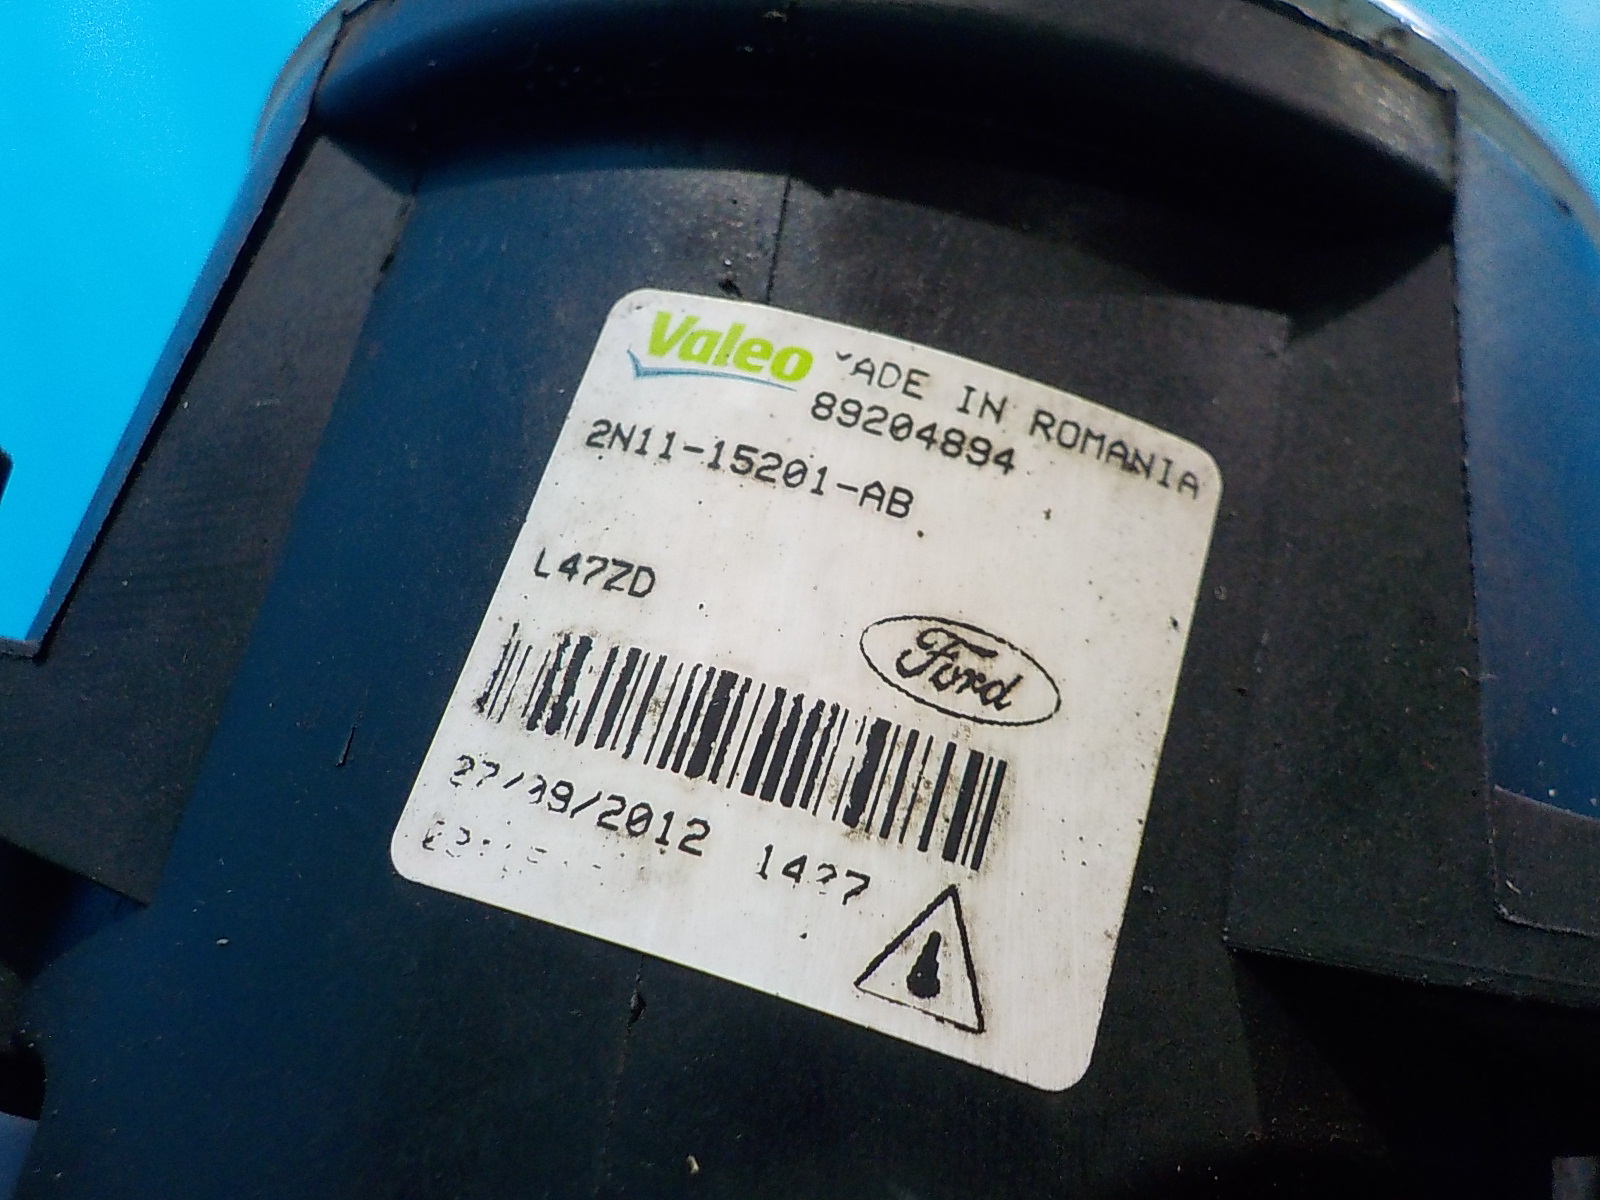 Valeo ADE IN ROMANIA
89204894
2N11-15201-AB
L47ZD
Ford
/2012